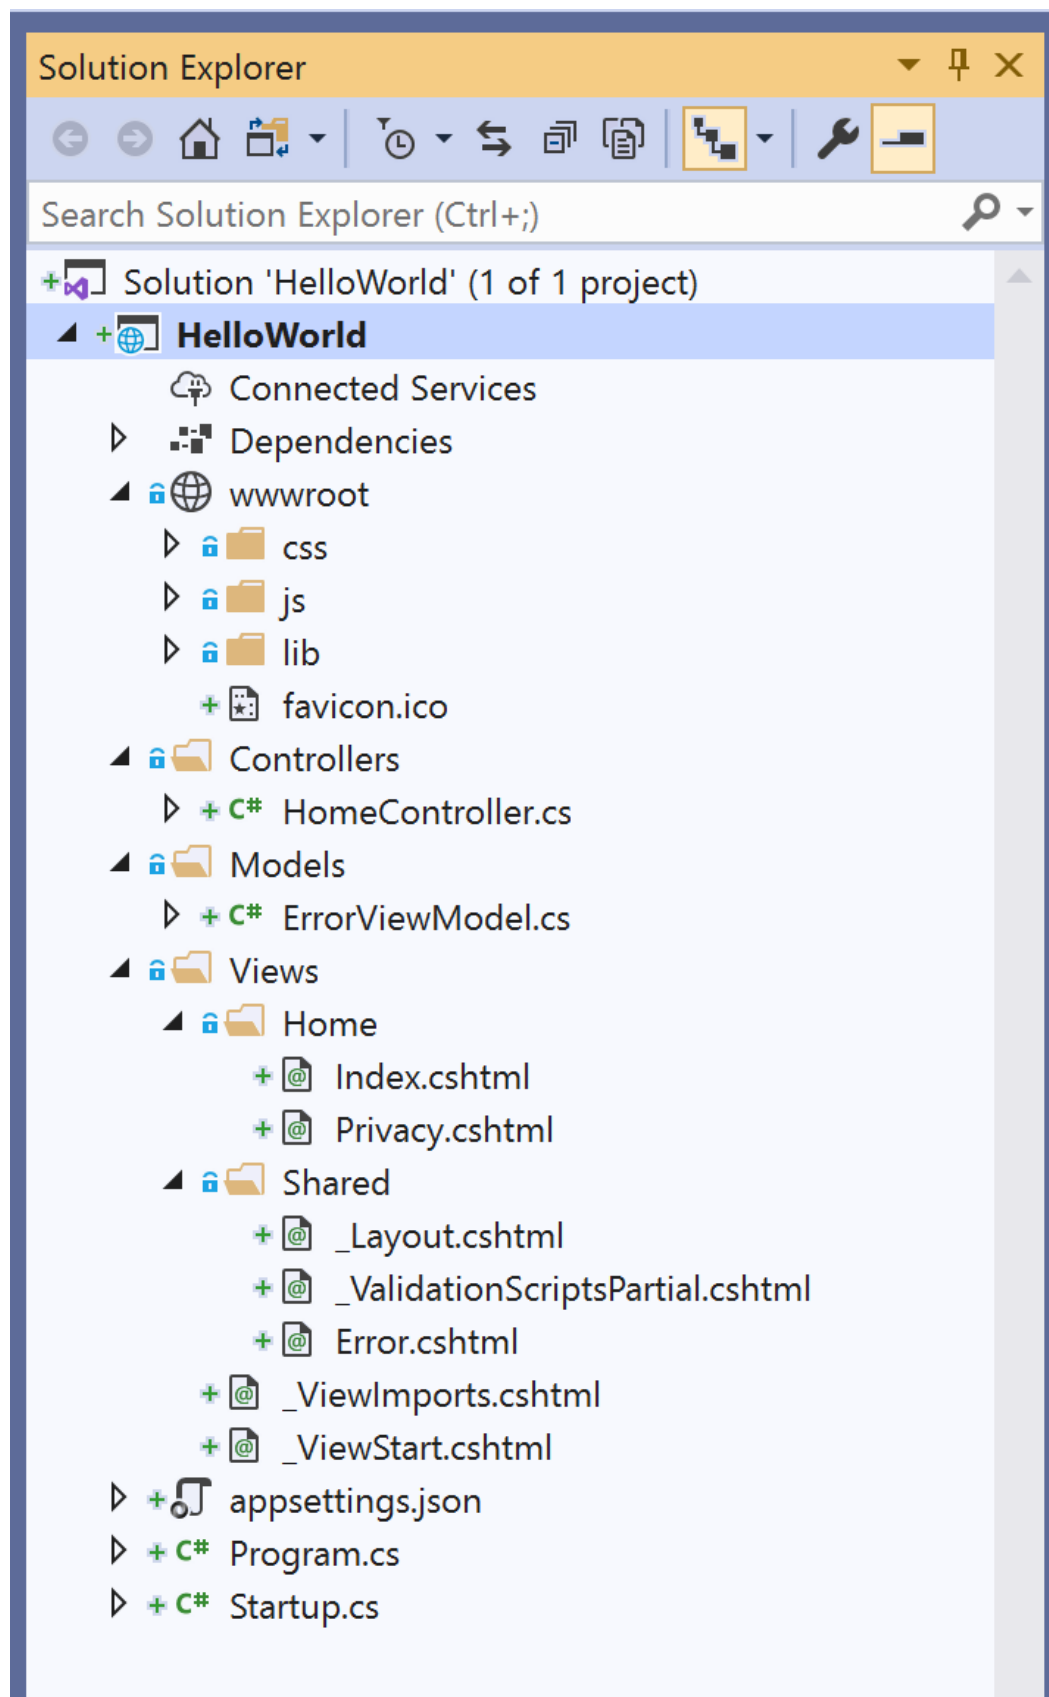 Solution Explorer
Search Solution Explorer (Ctrl+;)
Solution 'HelloWorld' (1 of 1 project)
HelloWorld
Connected Services
Dependencies
wwwroot
css
js
lib
favicon.ico
Controllers
C# HomeController.cs
Models
C# ErrorViewModel.cs
Views
Home
@ Index.cshtml
@ Privacy.cshtml
Shared
@ _Layout.cshtml
@ _ValidationScriptsPartial.cshtml
@ Error.cshtml
@ _ViewImports.cshtml
@ _ViewStart.cshtml
appsettings.json
C# Program.cs
C# Startup.cs